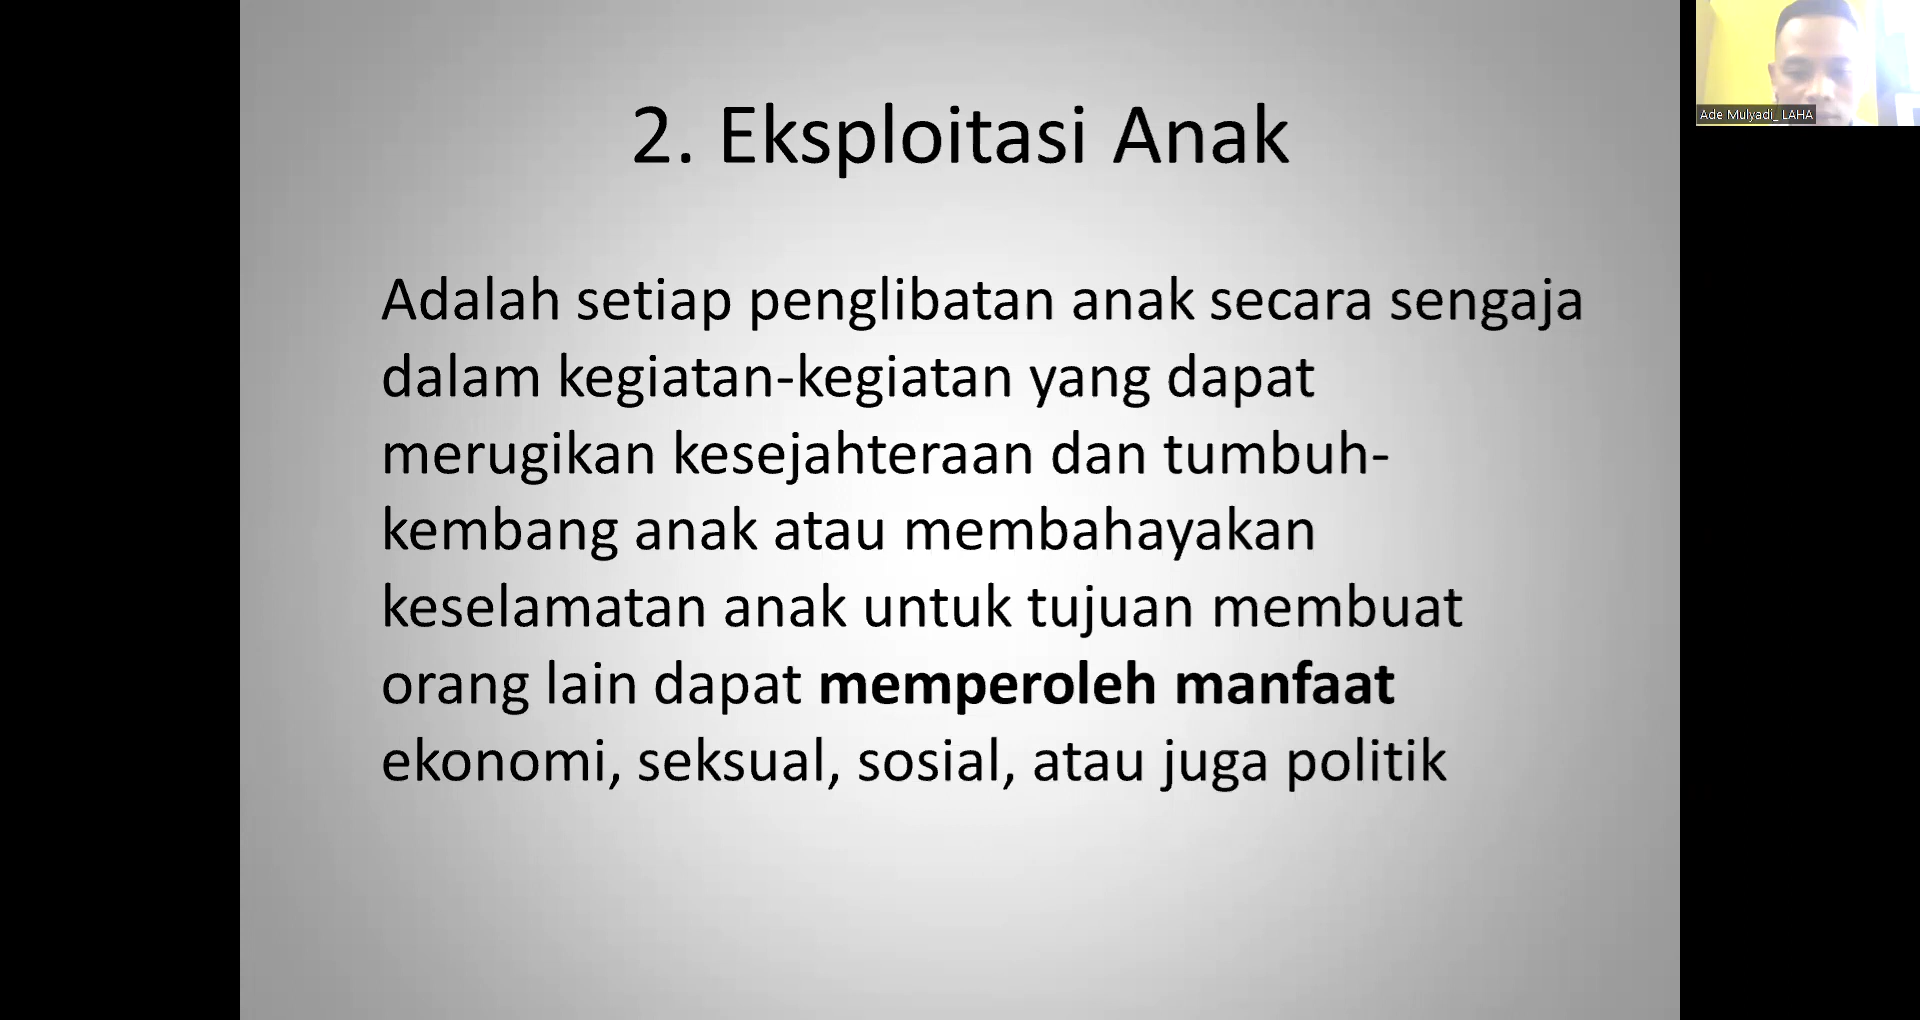 2. Eksploitasi Anak
Adalah setiap penglibatan anak secara sengaja
dalam kegiatan-kegiatan yang dapat
merugikan kesejahteraan dan tumbuh-
kembang anak atau membahayakan
keselamatan anak untuk tujuan membuat
orang lain dapat memperoleh manfaat
ekonomi, seksual, sosial, atau juga politik
Ade Mulyadi_ LAHA